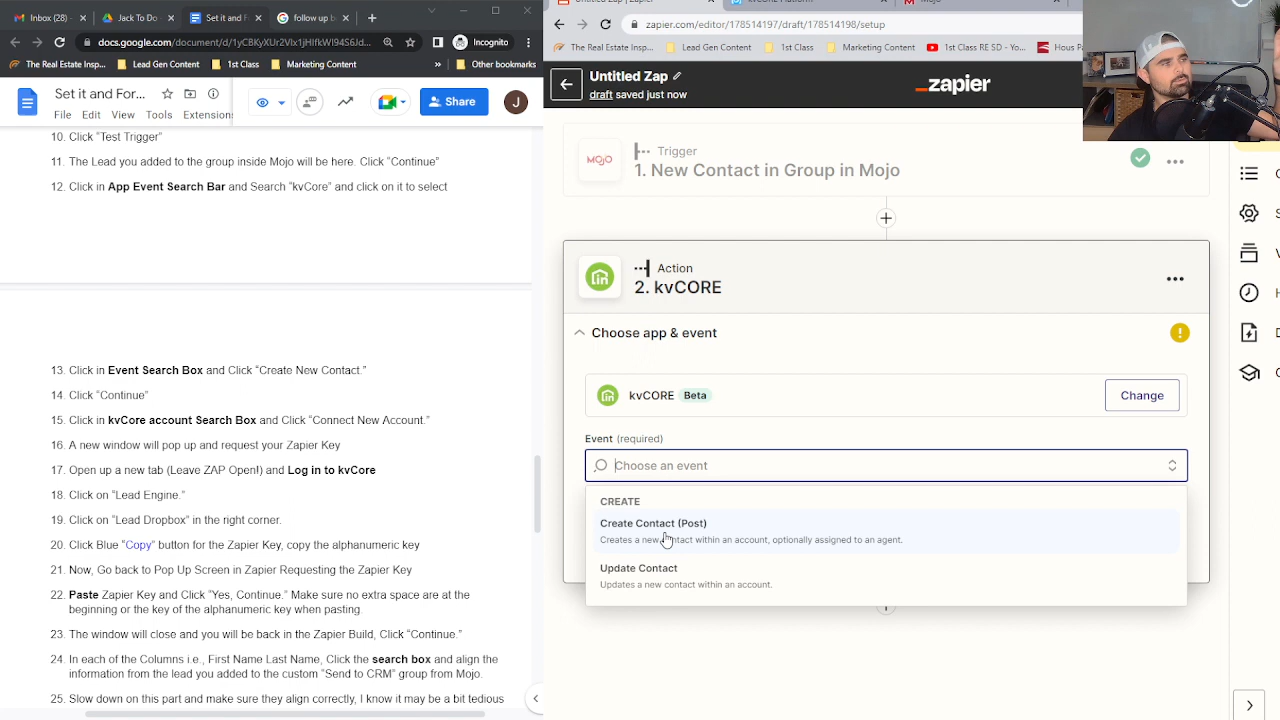 Inbox (
Jack To Do -
Set it and Fo
follow up b
docs.google.com/document/d/1yCBKyXUr2Vlx1jHlfkWl94S6Jd...
Incognito
The Real Estate Insp...
Lead Gen Content
1st Class
Marketing Content
»
Other bookmarks
Set it and For...
File Edit View Tools Extensions
Share
J
10. Click "Test Trigger"
11. The Lead you added to the group inside Mojo will be here. Click "Continue"
12. Click in App Event Search Bar and Search "kvCore" and click on it to select
13. Click in Event Search Box and Click "Create New Contact."
14. Click "Continue"
15. Click in kvCore account Search Box and Click "Connect New Account."
16. A new window will pop up and request your Zapier Key
17. Open up a new tab (Leave ZAP Open!) and Log in to kvCore
18. Click on "Lead Engine."
19. Click on "Lead Dropbox" in the right corner.
20. Click Blue "Copy" button for the Zapier Key, copy the alphanumeric key
21. Now, Go back to Pop Up Screen in Zapier Requesting the Zapier Key
22. Paste Zapier Key and Click "Yes, Continue." Make sure no extra space are at the
beginning or the key of the alphanumeric key when pasting.
23. The window will close and you will be back in the Zapier Build, Click "Continue."
24. In each of the Columns i.e., First Name Last Name, Click the search box and align the
information from the lead you added to the custom "Send to CRM" group from Mojo.
25. Slow down on this part and make sure they align correctly, I know it may be a bit tedious
zapier.com/editor/178514197/draft/178514198/setup
The Real Estate Insp...
Lead Gen Content
1st Class
Marketing Content
1st Class RE SD - Yo...
Hous Pa
Untitled Zap
draft saved just now
zapier
MOJO
Trigger
1. New Contact in Group in Mojo
Action
2. kvCORE
Choose app & event
kvCORE Beta
Change
Event (required)
Choose an event
CREATE
Create Contact (Post)
Creates a new contact within an account, optionally assigned to an agent.
Update Contact
Updates a new contact within an account.